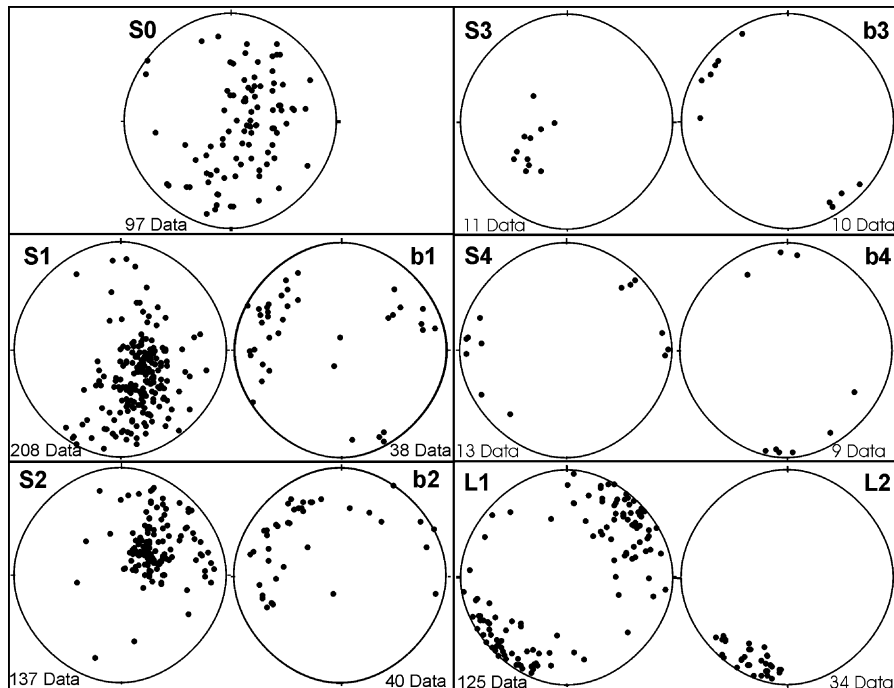 S0
97 Data
S3
b3
11 Data
10 Data
S1
b1
208 Data
38 Data
S4
b4
13 Data
9 Data
S2
b2
137 Data
40 Data
L1
L2
125 Data
34 Data